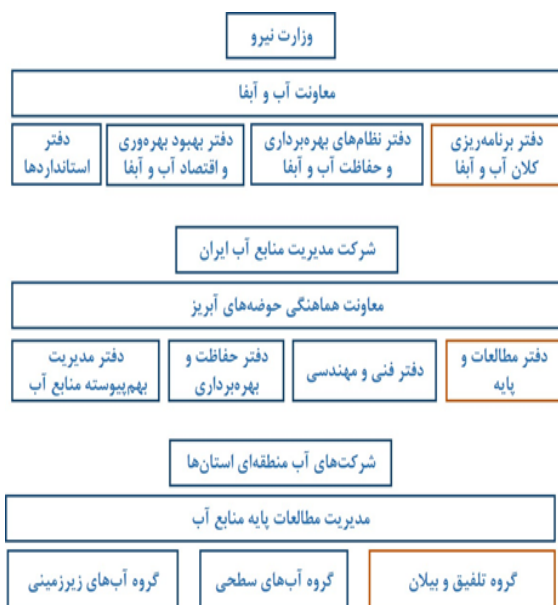 وزارت نیرو
معاونت آب و آبفا
دفتر برنامه‌ریزی
کلان آب و آبفا
دفتر نظام‌های بهره‌برداری
و حفاظت آب و آبفا
دفتر بهبود بهره‌وری
و اقتصاد آب و آبفا
دفتر
استانداردها
شرکت مدیریت منابع آب ایران
معاونت هماهنگی حوضه‌های آبریز
دفتر مطالعات و
پایه
دفتر فنی و مهندسی
دفتر حفاظت و
بهره‌برداری
دفتر مدیریت
بهم‌پیوسته منابع آب
شرکت‌های آب منطقه‌ای استان‌ها
مدیریت مطالعات پایه منابع آب
گروه تلفیق و بیلان
گروه آب‌های سطحی
گروه آب‌های زیرزمینی